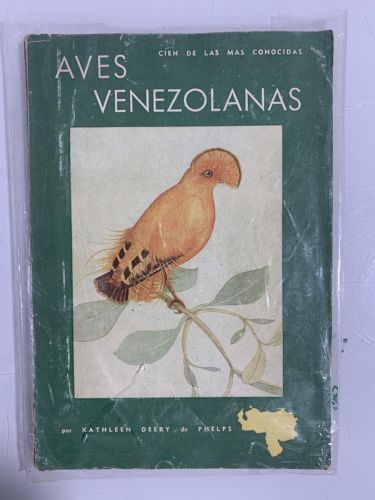 CIEN DE LAS MAS CONOCIDAS
AVES
VENEZOLANAS
por KATHLEEN DEERY de PHELPS